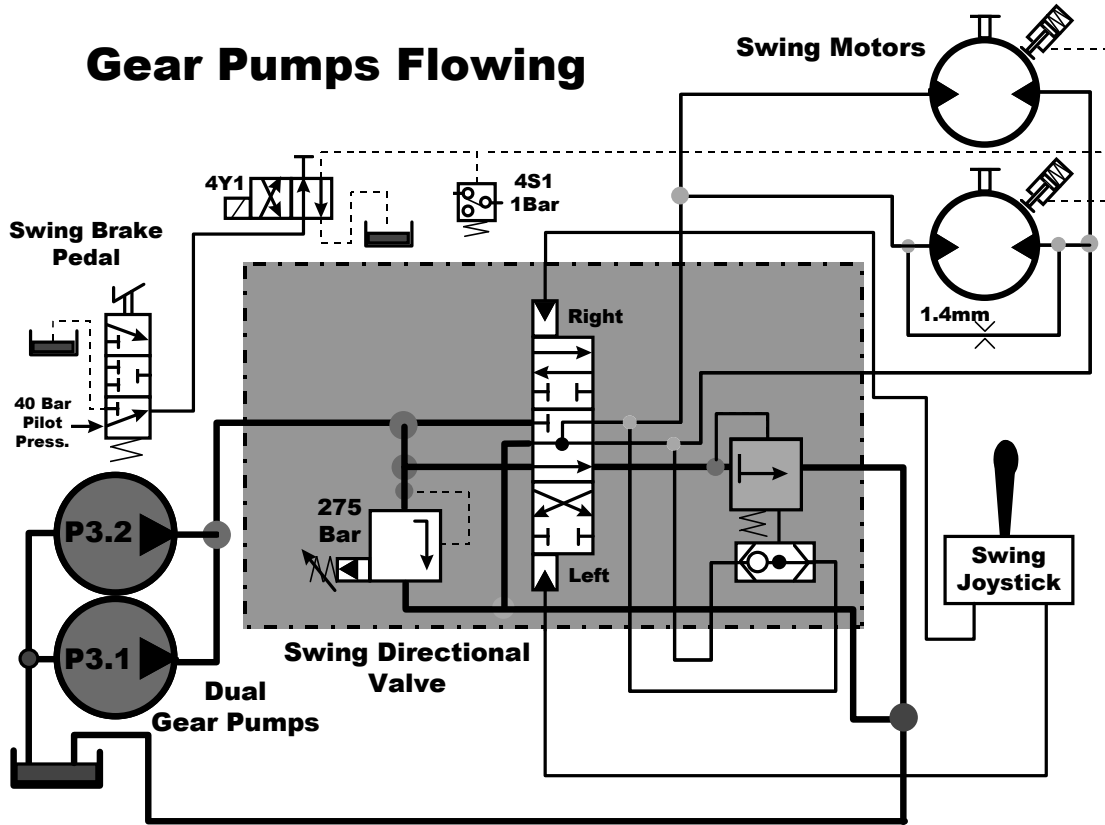 Gear Pumps Flowing
Swing Motors
4Y1
4S1
1Bar
Swing Brake
Pedal
1.4mm
Right
40 Bar
Pilot
Press.
275
Bar
P3.2
Swing
Joystick
Left
P3.1
Swing Directional
Valve
Dual
Gear Pumps